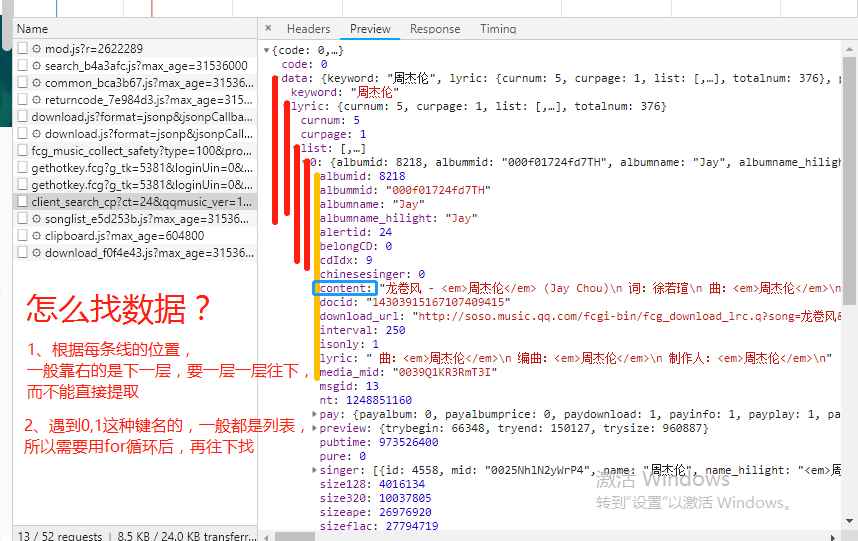 Name
× Headers Preview Response Timing
mod.js?r=2622289
search_b4a3afc.js?max_age=31536000
common_bca3b67.js?max_age=31536...
returncode_7e984d3.js?max_age=315...
download.js?format=jsonp&jsonpCallba...
download.js?format=jsonp&jsonpCall...
fcg_music_collect_safety?type=100&pro...
gethotkey.fcg?g_tk=5381&loginUin=0&...
gethotkey.fcg?g_tk=5381&loginUin=0&...
client_search_cp?ct=24&qqmusic_ver=1...
songlist_e5d253b.js?max_age=31536...
clipboard.js?max_age=604800
download_f0f4e43.js?max_age=31536...
怎么找数据？
1、根据每条线的位置，
一般靠右的是下一层，要一层一层往下，
而不能直接提取
2、遇到0,1这种键名的，一般都是列表，
所以需要用for循环后，再往下找
13 / 52 requests | 8.5 KB / 24.0 KB transferr...
{code: 0,…}
code: 0
data: {keyword: "周杰伦", lyric: {curnum: 5, curpage: 1, list: [,…], totalnum: 376}, p
keyword: "周杰伦"
lyric: {curnum: 5, curpage: 1, list: [,…], totalnum: 376}
curnum: 5
curpage: 1
list: [,…]
0: {albumid: 8218, albummid: "000f01724fd7TH", albumname: "Jay", albumname_hiligh
albumid: 8218
albummid: "000f01724fd7TH"
albumname: "Jay"
albumname_hilight: "Jay"
alertid: 24
belongCD: 0
cdIdx: 9
chinesesinger: 0
content: "龙卷风 - <em>周杰伦</em> (Jay Chou)\n 词: 徐若瑄\n 曲: <em>周杰伦</em>\n
docid: "14303915167107409415"
download_url: "http://soso.music.qq.com/fcgi-bin/fcg_download_lrc.q?song=龙卷风&
interval: 250
isonly: 1
lyric: " 曲: <em>周杰伦</em>\n 编曲: <em>周杰伦</em>\n 制作人: <em>周杰伦</em>\n"
media_mid: "0039Q1KR3RmT3I"
msgid: 13
nt: 1248851160
pay: {payalbum: 0, payalbumprice: 0, paydownload: 1, payinfo: 1, payplay: 1, pa
preview: {trybegin: 66348, tryend: 150127, trysize: 960887}
pubtime: 973526400
pure: 0
singer: [{id: 4558, mid: "0025NhlN2yWrP4", name: "周杰伦", name_hilight: "<em>周
size128: 4016134
size320: 10037805
sizeape: 26976920
sizeflac: 27794719
激活 Windows
转到“设置”以激活 Windows。